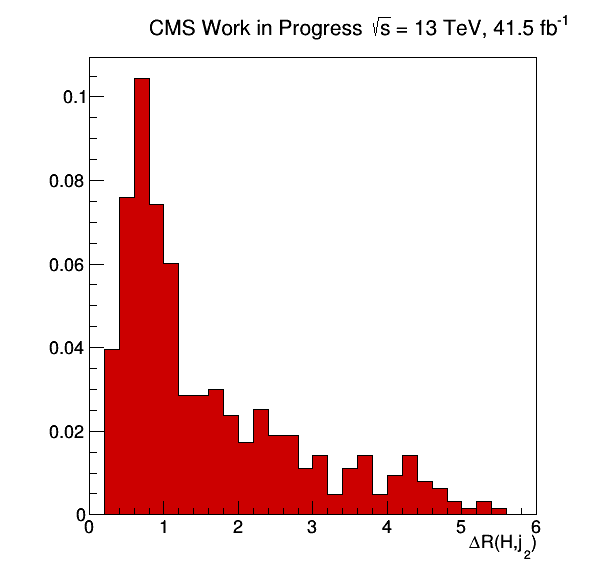 CMS Work in Progress √s = 13 TeV, 41.5 fb⁻¹
0.1
0.08
0.06
0.04
0.02
0
0 1 2 3 4 5 6
ΔR(H,j₂)